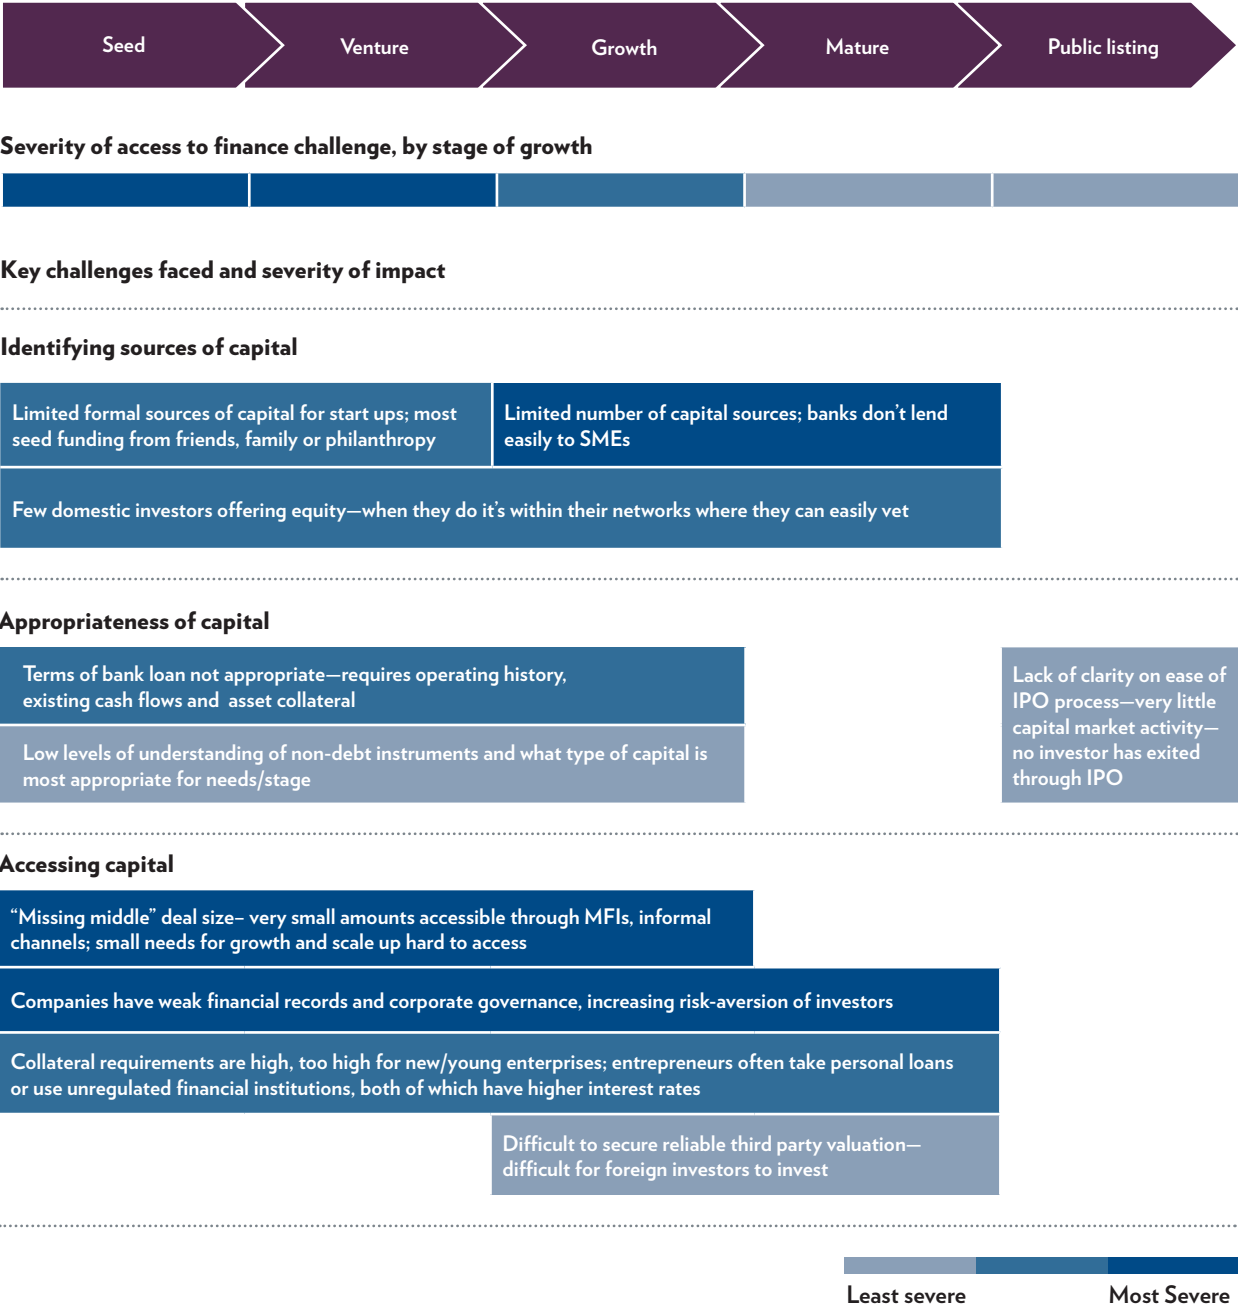 Seed
Venture
Growth
Mature
Public listing
Severity of access to finance challenge, by stage of growth
Key challenges faced and severity of impact
Identifying sources of capital
Limited formal sources of capital for start ups; most
seed funding from friends, family or philanthropy
Limited number of capital sources; banks don’t lend
easily to SMEs
Few domestic investors offering equity—when they do it’s within their networks where they can easily vet
Appropriateness of capital
Terms of bank loan not appropriate—requires operating history,
existing cash flows and asset collateral
Low levels of understanding of non-debt instruments and what type of capital is
most appropriate for needs/stage
Lack of clarity on ease of
IPO process—very little
capital market activity—
no investor has exited
through IPO
Accessing capital
“Missing middle” deal size– very small amounts accessible through MFIs, informal
channels; small needs for growth and scale up hard to access
Companies have weak financial records and corporate governance, increasing risk-aversion of investors
Collateral requirements are high, too high for new/young enterprises; entrepreneurs often take personal loans
or use unregulated financial institutions, both of which have higher interest rates
Difficult to secure reliable third party valuation—
difficult for foreign investors to invest
Least severe
Most Severe